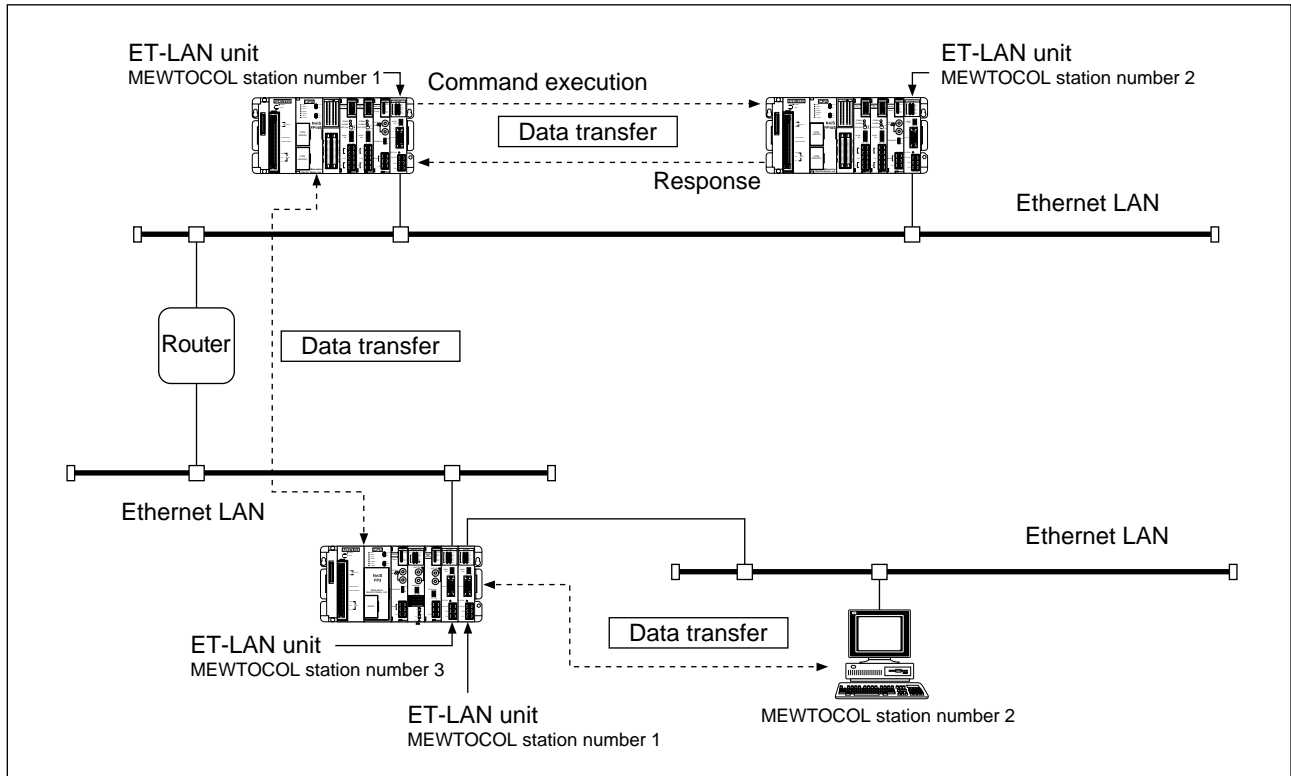 ET-LAN unit
MEWTOCOL station number 1
Command execution
ET-LAN unit
MEWTOCOL station number 2
Data transfer
Response
Ethernet LAN
Router
Data transfer
Ethernet LAN
Ethernet LAN
Data transfer
ET-LAN unit
MEWTOCOL station number 3
ET-LAN unit
MEWTOCOL station number 1
MEWTOCOL station number 2